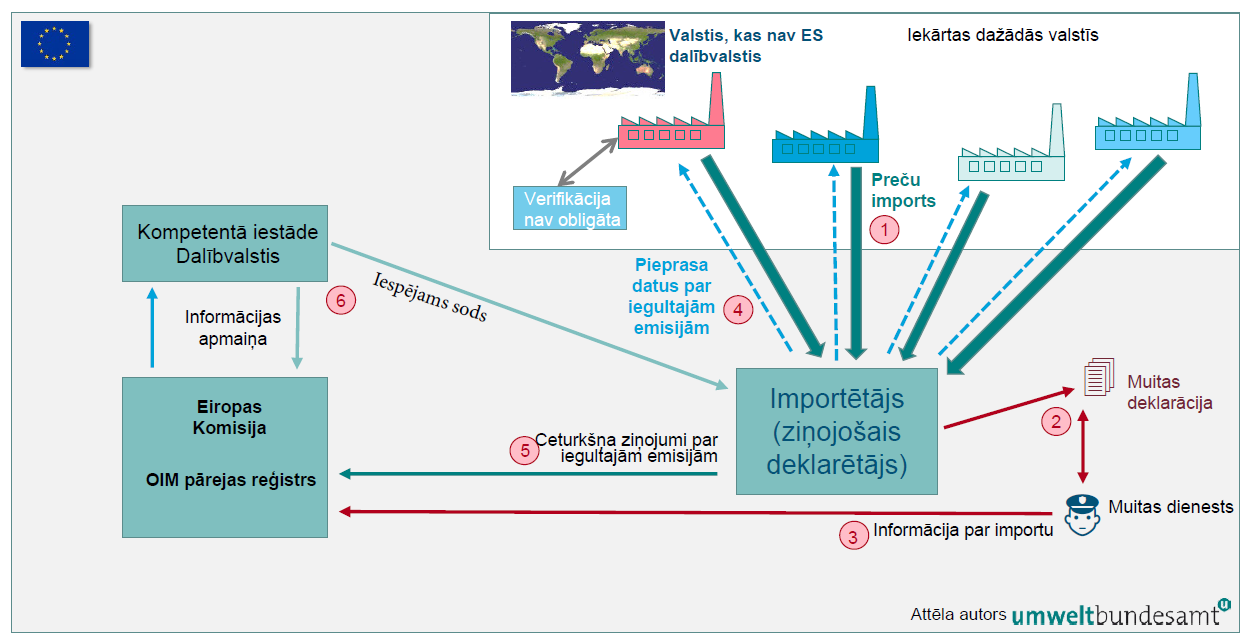 Valstis, kas nav ES
dalībvalstis
Iekārtas dažādās valstīs
Verifikācija
nav obligāta
Preču
imports
1
Kompetentā iestāde
Dalībvalstis
Iespējams sods
6
Informācijas
apmaiņa
Pieprasa
datus par
iegultajām
emisijām
4
Eiropas
Komisija
OIM pārejas reģistrs
Importētājs
(ziņojošais
deklarētājs)
Muitas
deklarācija
2
5
Ceturkšņa ziņojumi par
iegultajām emisijām
Muitas dienests
3
Informācija par importu
Attēla autors umweltbundesamt
u